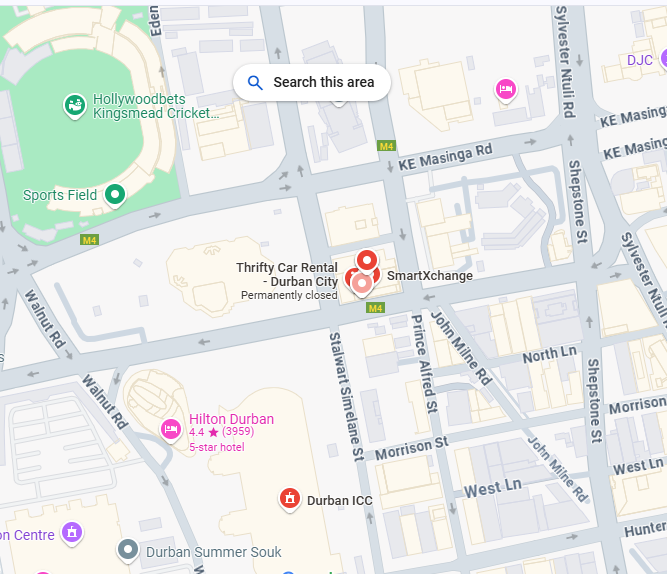 Eden
Sylvester Ntuli Rd
DJC
Search this area
Hollywoodbets
Kingsmead Cricket...
KE Masinga
KE Masinga
M4
KE Masinga Rd
Shepstone St
Sports Field
M4
Sylvester Ntuli
Thrifty Car Rental
- Durban City
Permanently closed
SmartXchange
M4
Walnut Rd
John Milne Rd
Prince Alfred St
Stalwart Simelane St
North Ln
Shepstone St
s
Walnut Rd
Hilton Durban
4.4 ★ (3959)
5-star hotel
Morrison
Morrison St
John Milne Rd
West Ln
West Ln
Durban ICC
Hunter
on Centre
Durban Summer Souk
W